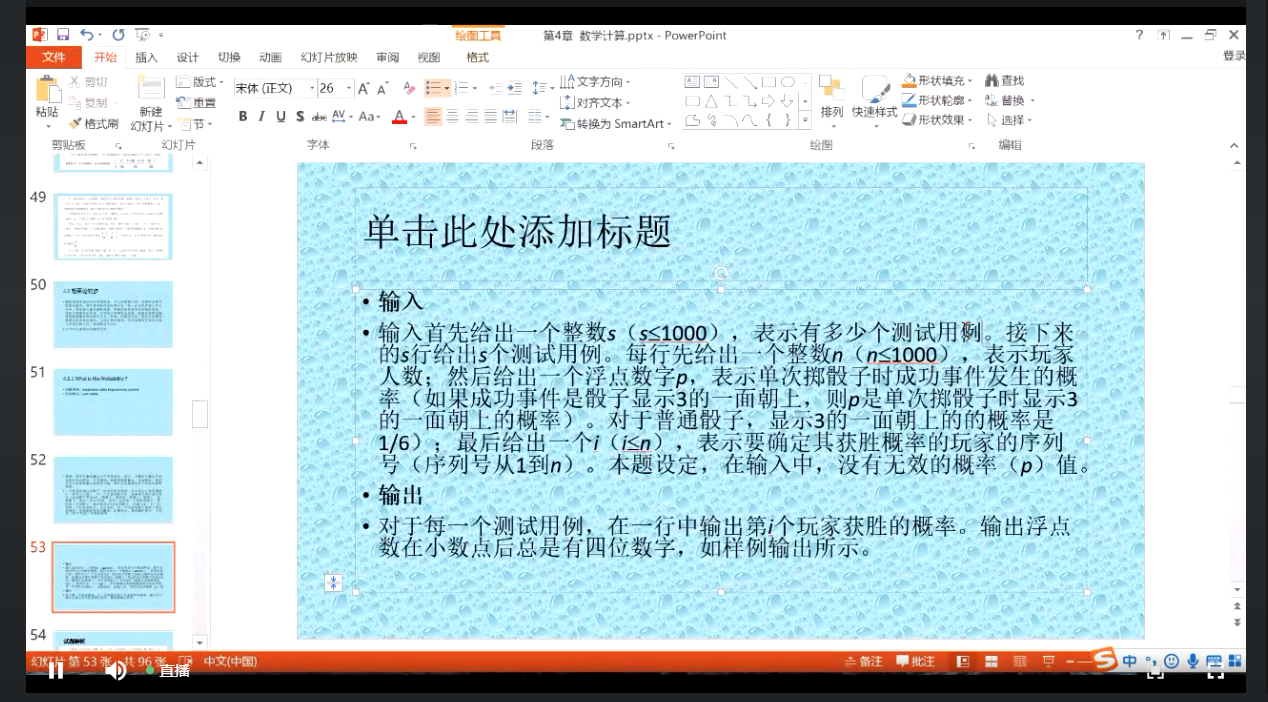 绘图工具
第4章 数学计算.pptx - PowerPoint
?
登录
文件 开始 插入 设计 切换 动画 幻灯片放映 审阅 视图 格式
剪切
复制
格式刷
粘贴
新建
幻灯片
版式
重置
节
宋体 (正文) 26
B I U S abc AV Aa A
文字方向
对齐文本
转换为 SmartArt
排列 快速样式
形状填充
形状轮廓
形状效果
查找
替换
选择
剪贴板 幻灯片 字体 段落 绘图 编辑
49
50
51
4.3.1 What is the Probability ?
52
53
54
试题解析
单击此处添加标题
• 输入
• 输入首先给出一个整数s（s≤1000），表示有多少个测试用例。接下来
的s行给出s个测试用例。每行先给出一个整数n（n≤1000），表示玩家
人数；然后给出一个浮点数字p，表示单次掷骰子时成功事件发生的概
率（如果成功事件是骰子显示3的一面朝上，则p是单次掷骰子时显示3
的一面朝上的概率）。对于普通骰子，显示3的一面朝上的的概率是
1/6）；最后给出一个i（i≤n），表示要确定其获胜概率的玩家的序列
号（序列号从1到n）。本题设定，在输入中，没有无效的概率（p）值。
• 输出
• 对于每一个测试用例，在一行中输出第i个玩家获胜的概率。输出浮点
数在小数点后总是有四位数字，如样例输出所示。
幻灯片 第 53 张，共 96 张 中文(中国)
备注 批注
中
直播